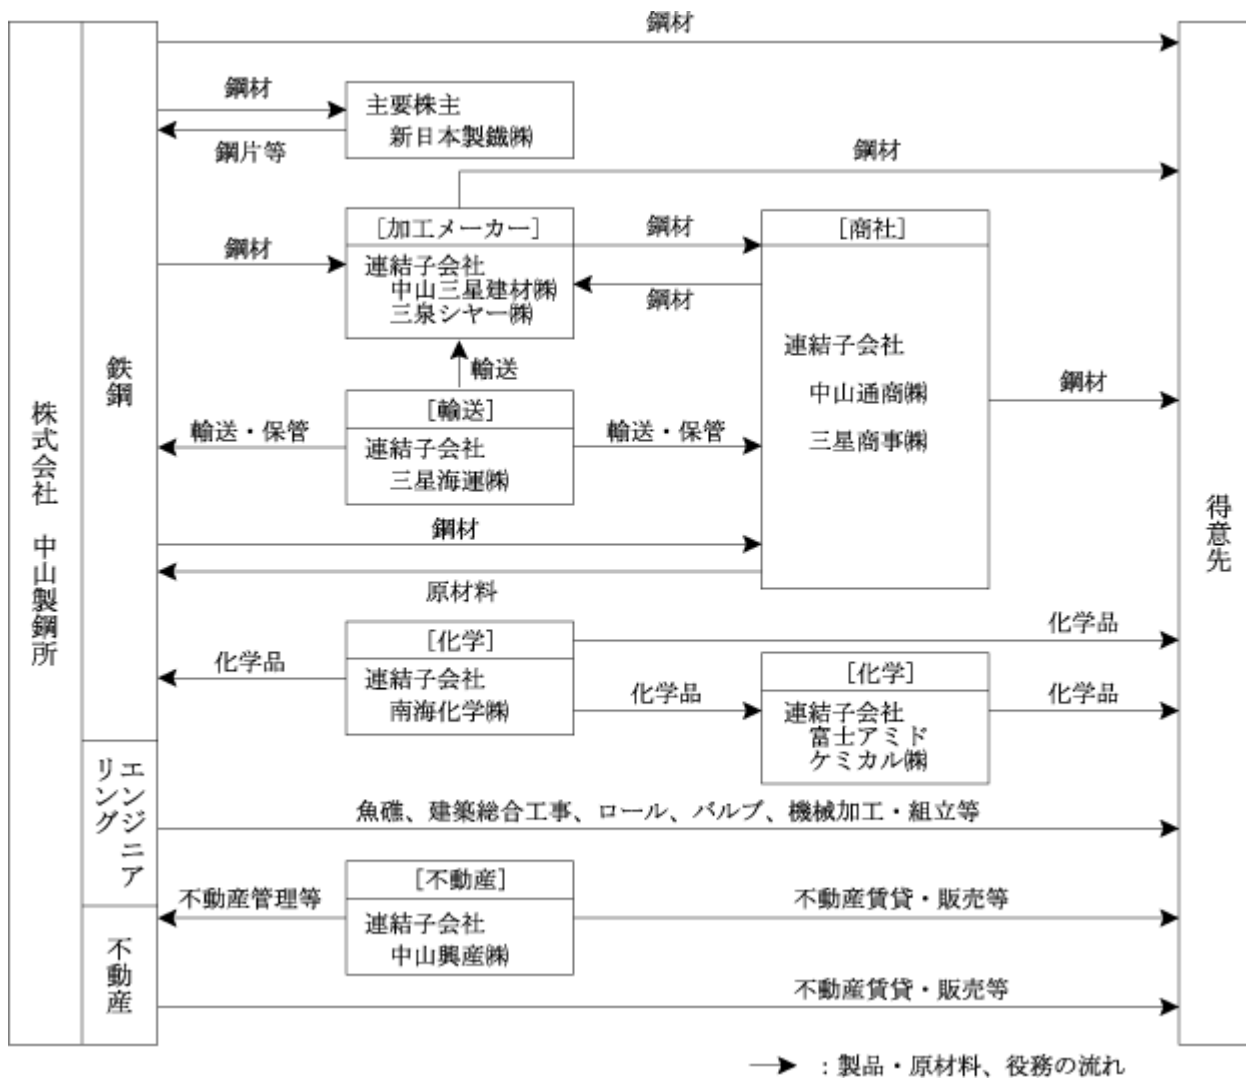 株式会社 中山製鋼所
鉄鋼
エンジニア
リング
不動産
鋼材
鋼材
主要株主
新日本製鐵㈱
鋼片等
鋼材
鋼材
[加工メーカー]
連結子会社
中山三星建材㈱
三泉シヤー㈱
鋼材
鋼材
[商社]
連結子会社
中山通商㈱
三星商事㈱
鋼材
輸送
[輸送]
連結子会社
三星海運㈱
輸送・保管
輸送・保管
鋼材
原材料
[化学]
連結子会社
南海化学㈱
化学品
化学品
化学品
[化学]
連結子会社
富士アミド
ケミカル㈱
化学品
魚礁、建築総合工事、ロール、バルブ、機械加工・組立等
[不動産]
連結子会社
中山興産㈱
不動産管理等
不動産賃貸・販売等
不動産賃貸・販売等
得意先
：製品・原材料、役務の流れ